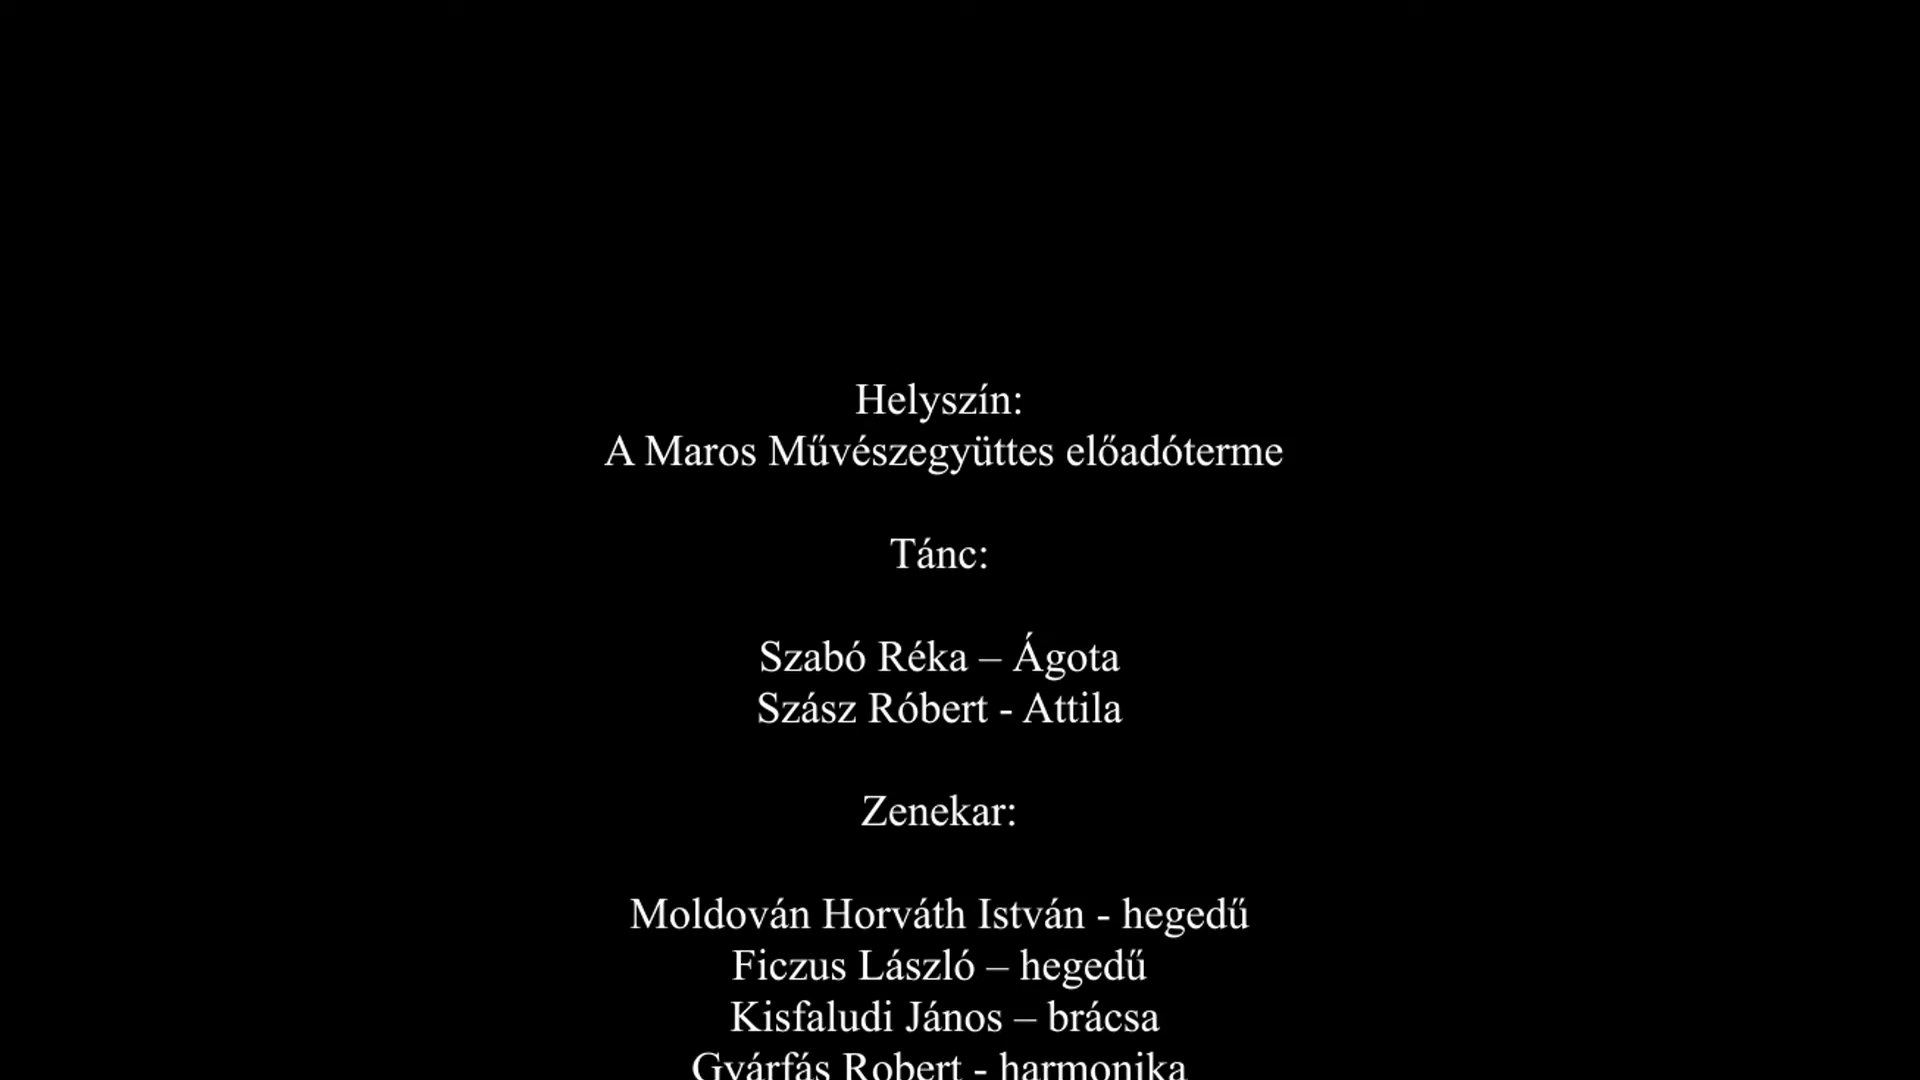 Helyszín:
A Maros Művészegyüttes előadóterme
Tánc:
Szabó Réka – Ágota
Szász Róbert - Attila
Zenekar:
Moldován Horváth István - hegedű
Ficzus László – hegedű
Kisfaludi János – brácsa
Gyárfás Robert - harmonika